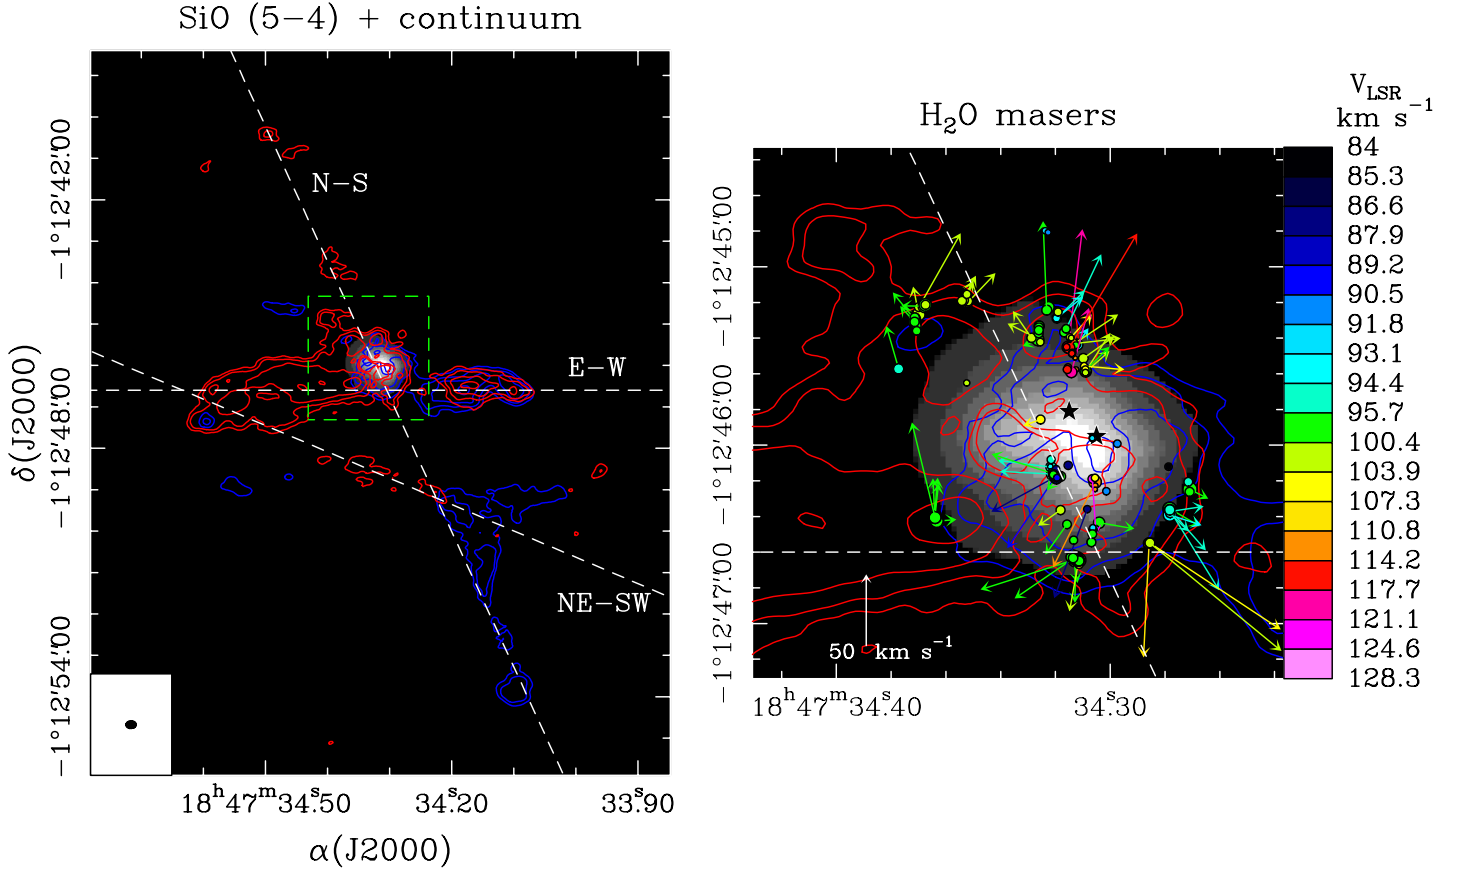 SiO (5−4) + continuum
N−S
E−W
NE−SW
−1°12′42″.00
−1°12′48″.00
−1°12′54″.00
δ(J2000)
18ʰ47ᵐ34ˢ.50
34ˢ.20
33ˢ.90
α(J2000)
H₂O masers
−1°12′45″.00
−1°12′46″.00
−1°12′47″.00
50 km s⁻¹
18ʰ47ᵐ34ˢ.40
34ˢ.30
V_LSR
km s⁻¹
84
85.3
86.6
87.9
89.2
90.5
91.8
93.1
94.4
95.7
100.4
103.9
107.3
110.8
114.2
117.7
121.1
124.6
128.3